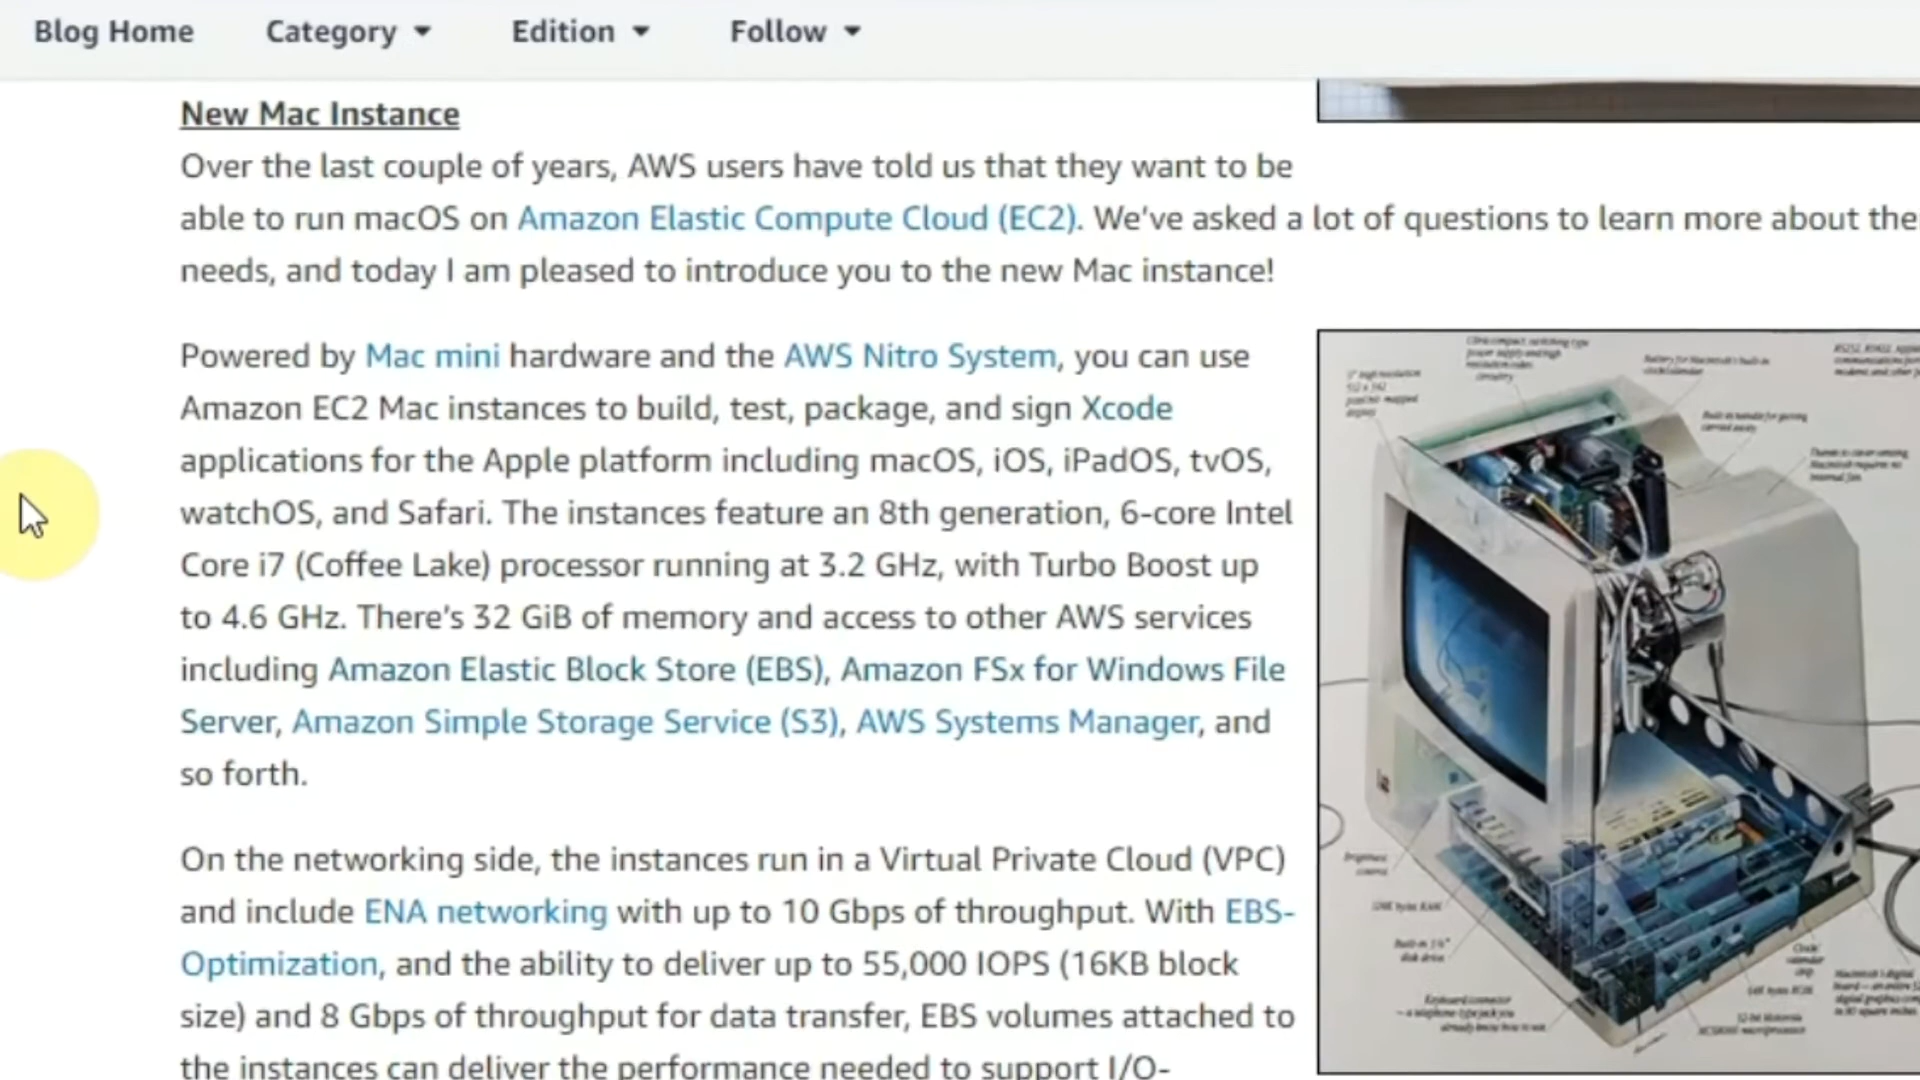 Blog Home Category Edition Follow
New Mac Instance
Over the last couple of years, AWS users have told us that they want to be
able to run macOS on Amazon Elastic Compute Cloud (EC2). We've asked a lot of questions to learn more about
needs, and today I am pleased to introduce you to the new Mac instance!
Powered by Mac mini hardware and the AWS Nitro System, you can use
Amazon EC2 Mac instances to build, test, package, and sign Xcode
applications for the Apple platform including macOS, iOS, iPadOS, tvOS,
watchOS, and Safari. The instances feature an 8th generation, 6-core Intel
Core i7 (Coffee Lake) processor running at 3.2 GHz, with Turbo Boost up
to 4.6 GHz. There's 32 GiB of memory and access to other AWS services
including Amazon Elastic Block Store (EBS), Amazon FSx for Windows File
Server, Amazon Simple Storage Service (S3), AWS Systems Manager, and
so forth.
On the networking side, the instances run in a Virtual Private Cloud (VPC)
and include ENA networking with up to 10 Gbps of throughput. With EBS-
Optimization, and the ability to deliver up to 55,000 IOPS (16KB block
size) and 8 Gbps of throughput for data transfer, EBS volumes attached to
the instances can deliver the performance needed to support I/O-